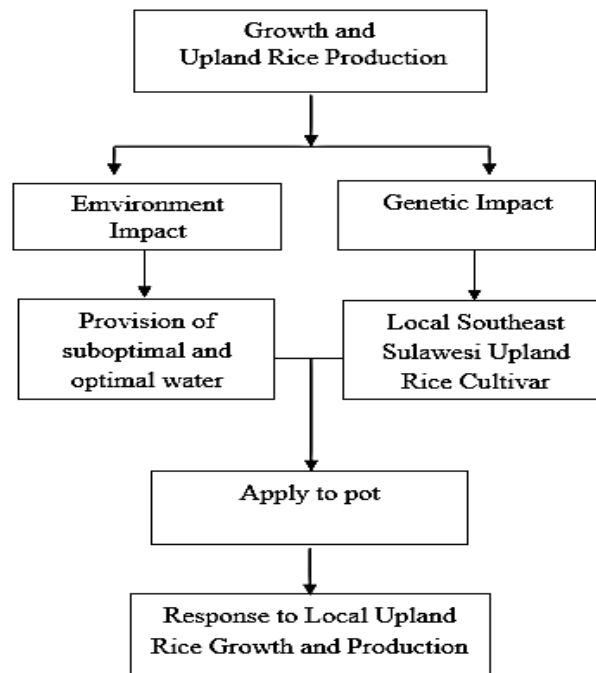 Growth and
Upland Rice Production
Emvironment
Impact
Genetic Impact
Provision of
suboptimal and
optimal water
Local Southeast
Sulawesi Upland
Rice Cultivar
Apply to pot
Response to Local Upland
Rice Growth and Production